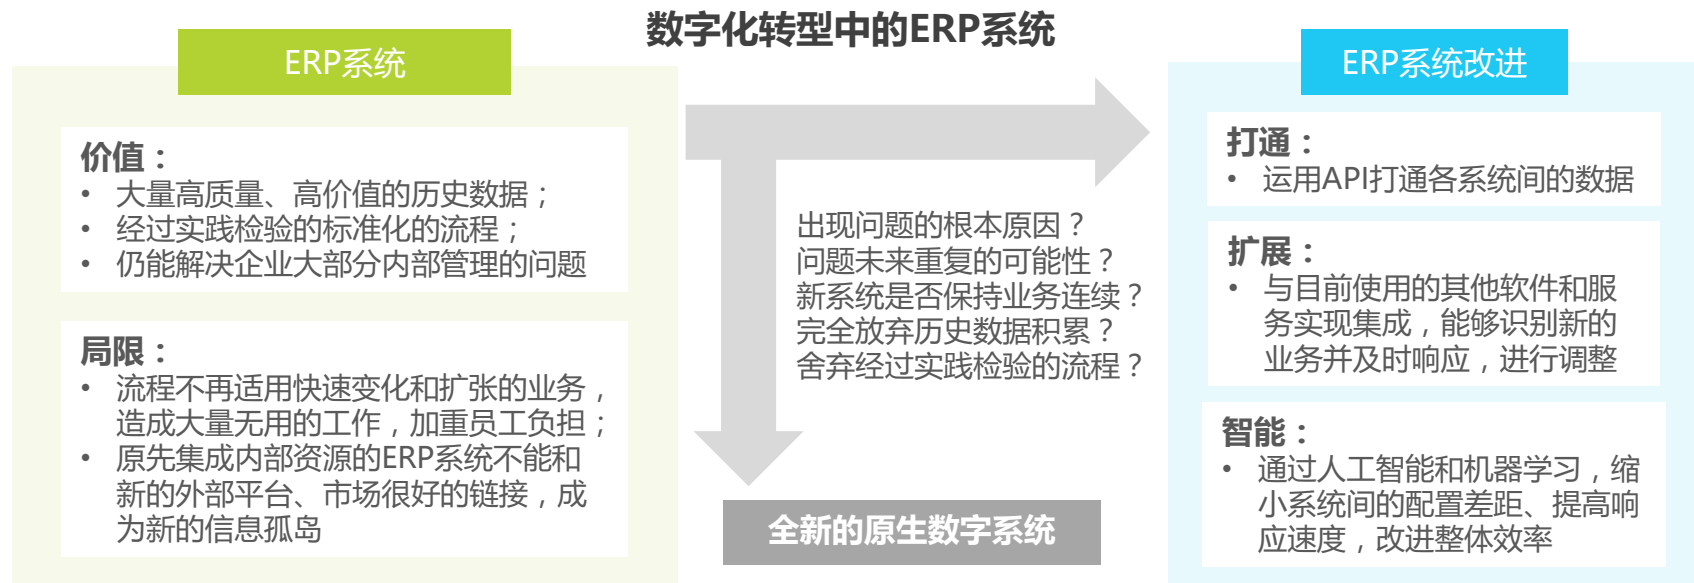 数字化转型中的ERP系统
ERP系统
价值：
• 大量高质量、高价值的历史数据；
• 经过实践检验的标准化的流程；
• 仍能解决企业大部分内部管理的问题
局限：
• 流程不再适用快速变化和扩张的业务，
造成大量无用的工作，加重员工负担；
• 原先集成内部资源的ERP系统不能和
新的外部平台、市场很好的链接，成
为新的信息孤岛
出现问题的根本原因？
问题未来重复的可能性？
新系统是否保持业务连续？
完全放弃历史数据积累？
舍弃经过实践检验的流程？
全新的原生数字系统
ERP系统改进
打通：
• 运用API打通各系统间的数据
扩展：
• 与目前使用的其他软件和服
务实现集成，能够识别新的
业务并及时响应，进行调整
智能：
• 通过人工智能和机器学习，缩
小系统间的配置差距、提高响
应速度，改进整体效率